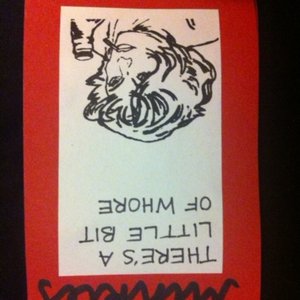 THERE'S A
LITTLE BIT
OF WHORE